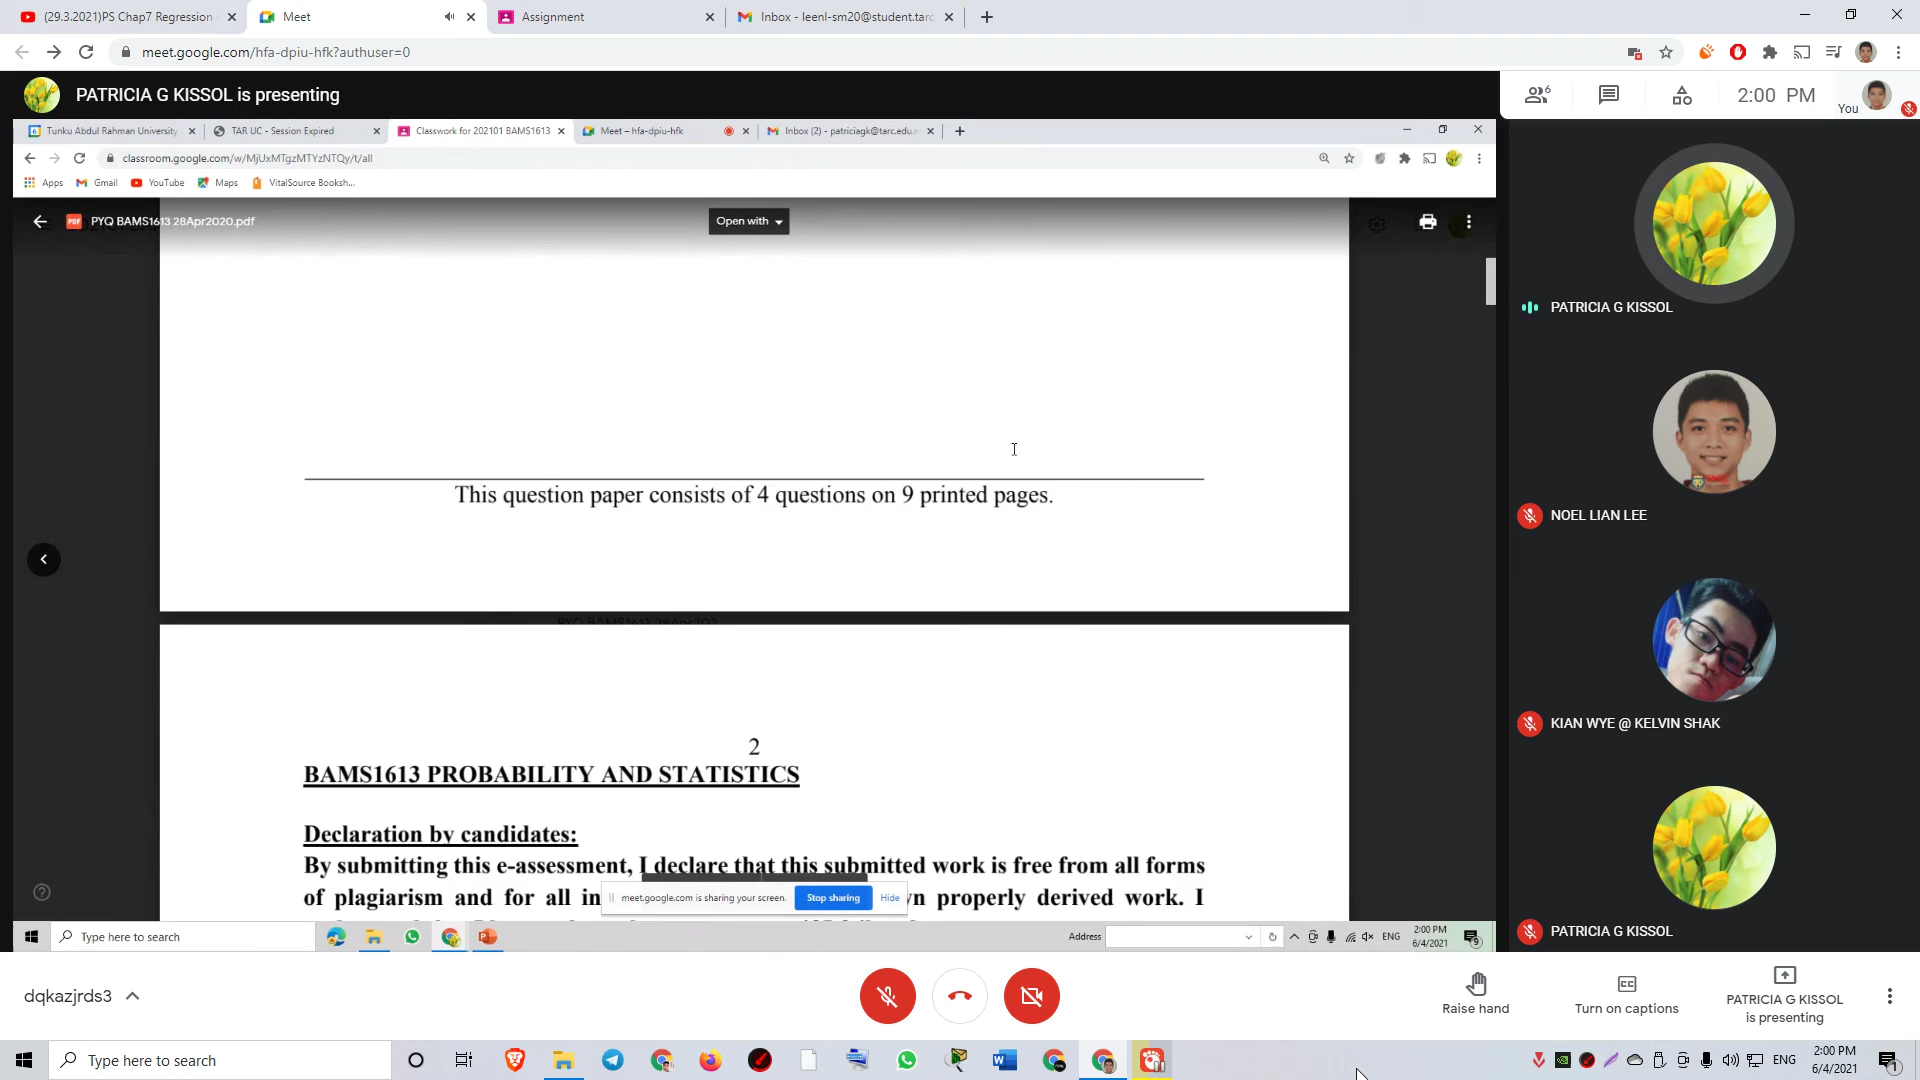 (29.3.2021)PS Chap7 Regression
Meet
Assignment
Inbox - leenl-sm20@student.tarc
meet.google.com/hfa-dpiu-hfk?authuser=0
PATRICIA G KISSOL is presenting
6
2:00 PM
You
Tunku Abdul Rahman University
TAR UC - Session Expired
Classwork for 202101 BAMS1613
Meet – hfa-dpiu-hfk
Inbox (2) - patriciagk@tarc.edu.m
classroom.google.com/w/MjUxMTgzMTYzNTQy/t/all
Apps
Gmail
YouTube
Maps
VitalSource Booksh...
PDF
PYQ BAMS1613 28Apr2020.pdf
Open with
This question paper consists of 4 questions on 9 printed pages.
2
BAMS1613 PROBABILITY AND STATISTICS
Declaration by candidates:
By submitting this e-assessment, I declare that this submitted work is free from all forms
of plagiarism and for all in
n properly derived work. I
meet.google.com is sharing your screen.
Stop sharing
Hide
Type here to search
Address
ENG
2:00 PM
6/4/2021
9
PATRICIA G KISSOL
NOEL LIAN LEE
KIAN WYE @ KELVIN SHAK
PATRICIA G KISSOL
dqkazjrds3
Raise hand
Turn on captions
PATRICIA G KISSOL
is presenting
Type here to search
ENG
2:00 PM
6/4/2021
1